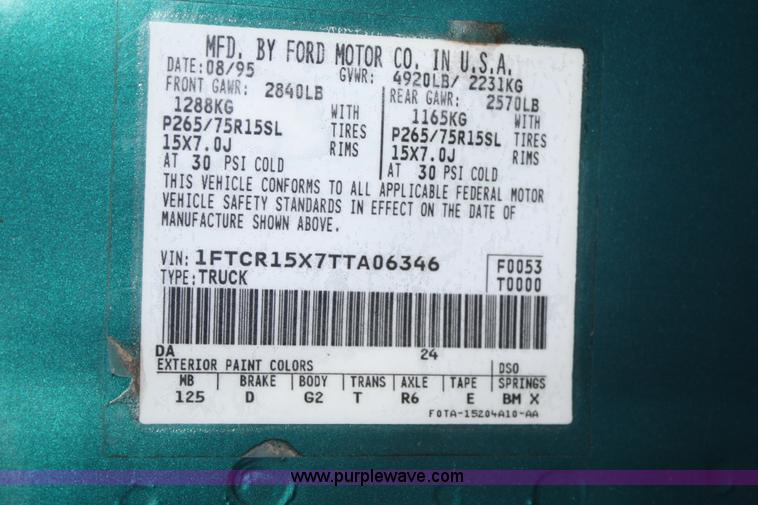 MFD. BY FORD MOTOR CO. IN U.S.A.
DATE: 08/95 GVWR: 4920LB/ 2231KG
FRONT GAWR: 2840LB REAR GAWR: 2570LB
1288KG WITH 1165KG WITH
P265/75R15SL TIRES P265/75R15SL TIRES
15X7.0J RIMS 15X7.0J RIMS
AT 30 PSI COLD AT 30 PSI COLD
THIS VEHICLE CONFORMS TO ALL APPLICABLE FEDERAL MOTOR
VEHICLE SAFETY STANDARDS IN EFFECT ON THE DATE OF
MANUFACTURE SHOWN ABOVE.
VIN: 1FTCR15X7TTA06346 F0053
TYPE: TRUCK T0000
DA 24
EXTERIOR PAINT COLORS DSO
WB BRAKE BODY TRANS AXLE TAPE SPRINGS
125 D G2 T R6 E BM X
F0TA-15204A10-AA
www.purplewave.com